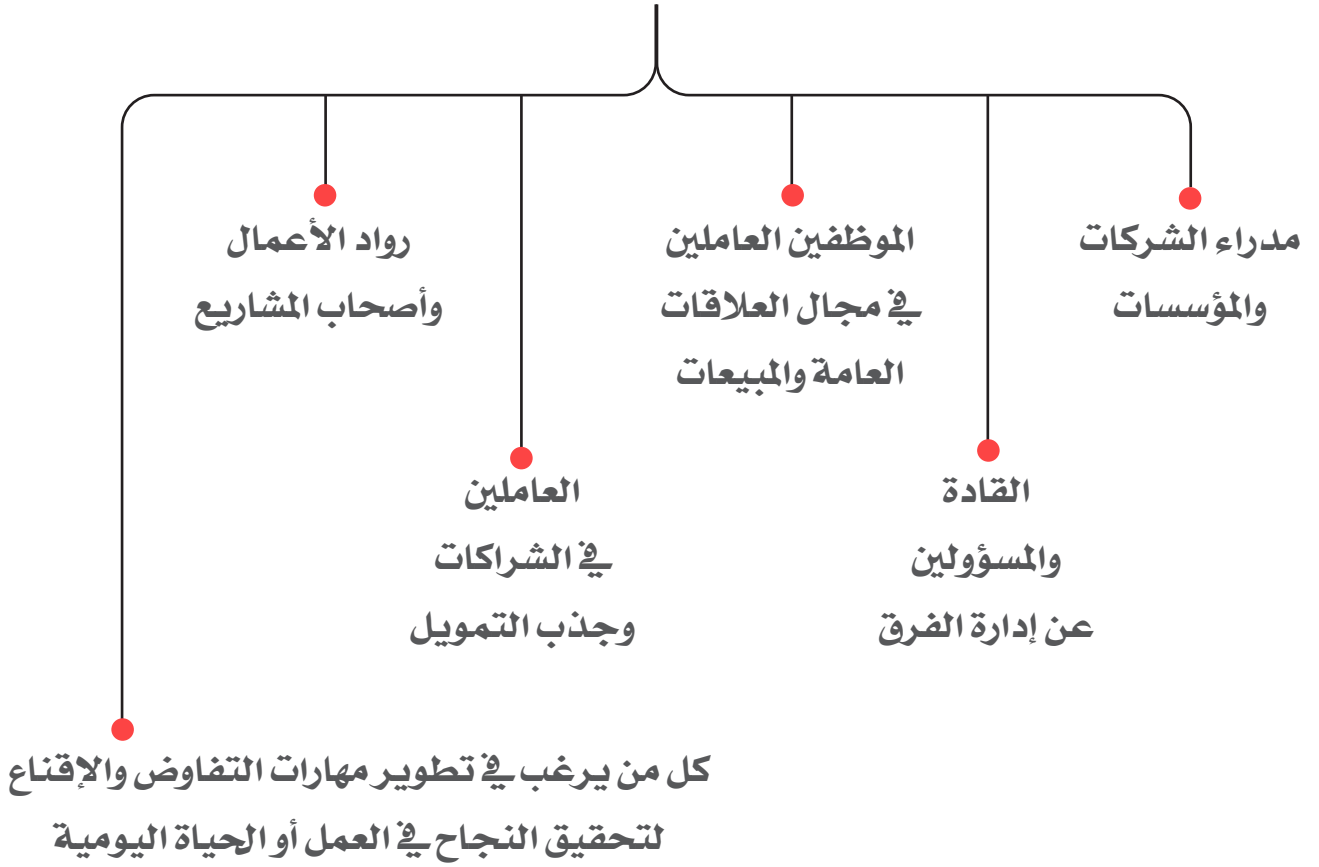 مدراء الشركات
والمؤسسات
الموظفين العاملين
في مجال العلاقات
العامة والمبيعات
رواد الأعمال
وأصحاب المشاريع
القادة
والمسؤولين
عن إدارة الفرق
العاملين
في الشراكات
وجذب التمويل
كل من يرغب في تطوير مهارات التفاوض والإقناع
لتحقيق النجاح في العمل أو الحياة اليومية